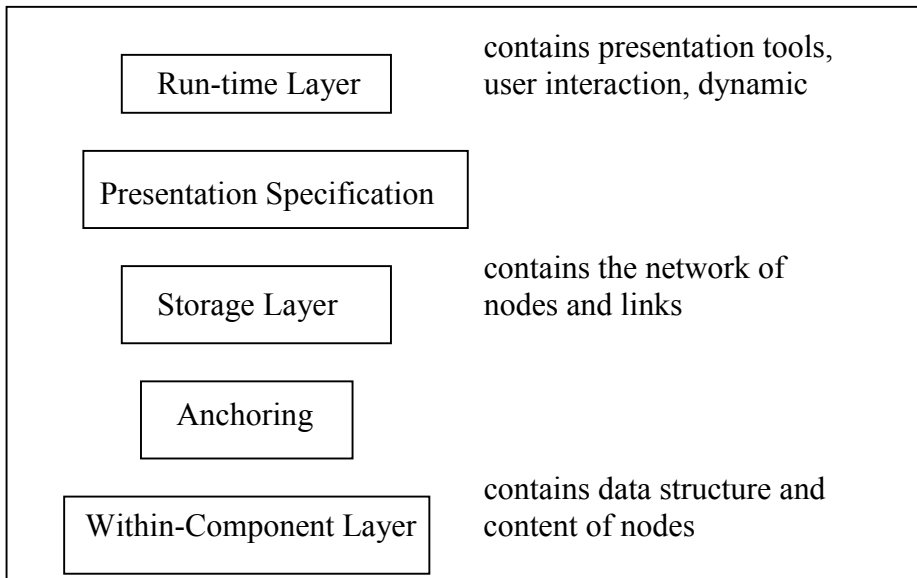 Run-time Layer
contains presentation tools,
user interaction, dynamic
Presentation Specification
Storage Layer
contains the network of
nodes and links
Anchoring
Within-Component Layer
contains data structure and
content of nodes